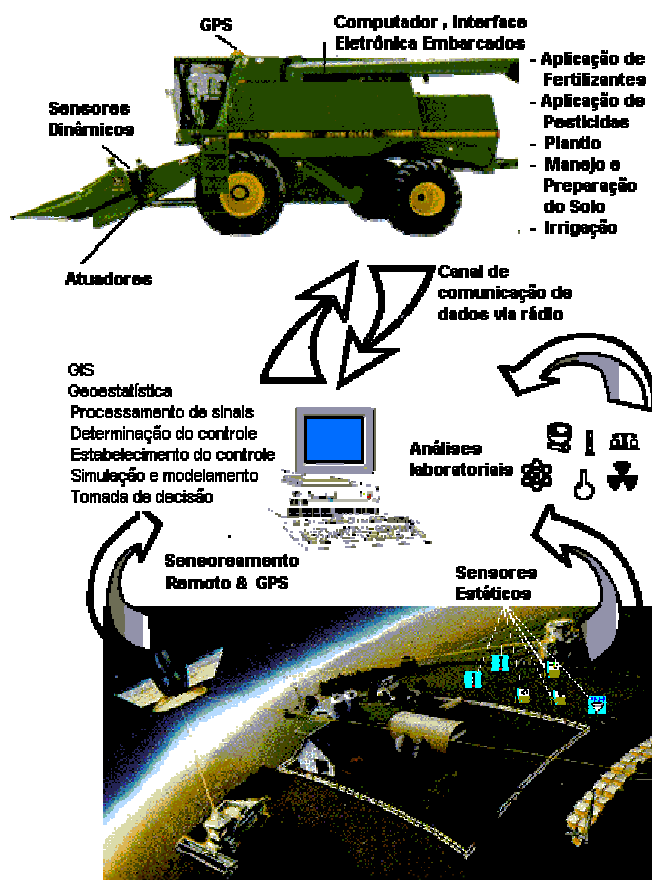 GPS
Computador , Interface
Eletrônica Embarcados
- Aplicação de
Fertilizantes
- Aplicação de
Pesticidas
- Plantio
- Manejo e
Preparação
do Solo
- Irrigação
Sensores
Dinâmicos
Atuadores
Canal de
comunicação de
dados via rádio
GIS
Geoestatística
Processamento de sinais
Determinação do controle
Estabelecimento do controle
Simulação e modelamento
Tomada de decisão
Análises
laboratoriais
Sensoreamento
Remoto & GPS
Sensores
Estéticos